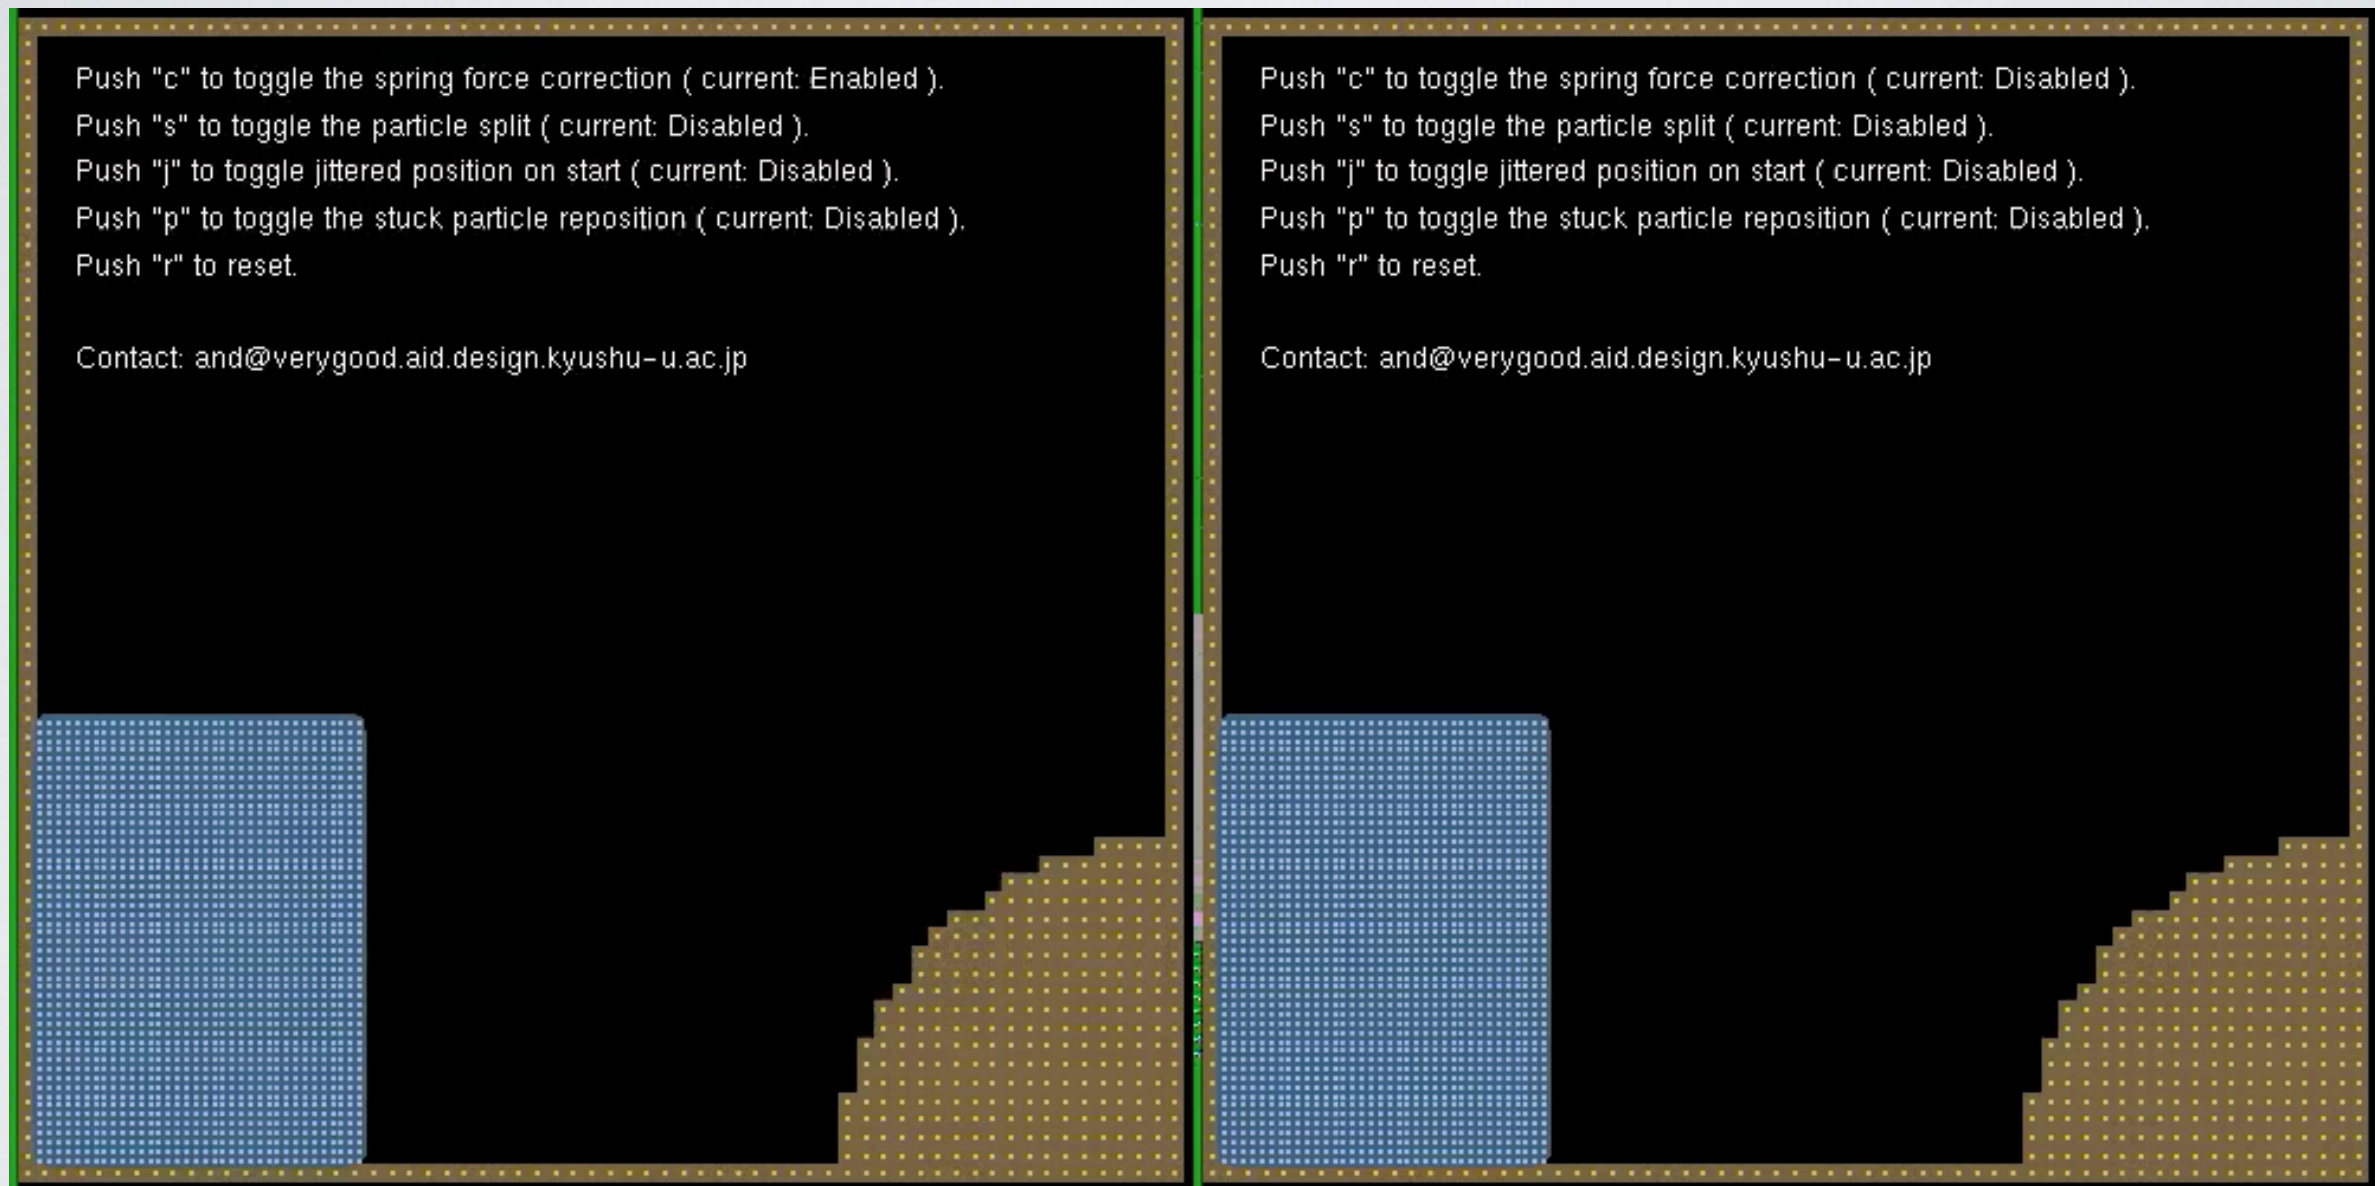 Push "c" to toggle the spring force correction ( current: Enabled ).
Push "s" to toggle the particle split ( current: Disabled ).
Push "j" to toggle jittered position on start ( current: Disabled ).
Push "p" to toggle the stuck particle reposition ( current: Disabled ).
Push "r" to reset.
Contact: and@verygood.aid.design.kyushu-u.ac.jp
Push "c" to toggle the spring force correction ( current: Disabled ).
Push "s" to toggle the particle split ( current: Disabled ).
Push "j" to toggle jittered position on start ( current: Disabled ).
Push "p" to toggle the stuck particle reposition ( current: Disabled ).
Push "r" to reset.
Contact: and@verygood.aid.design.kyushu-u.ac.jp